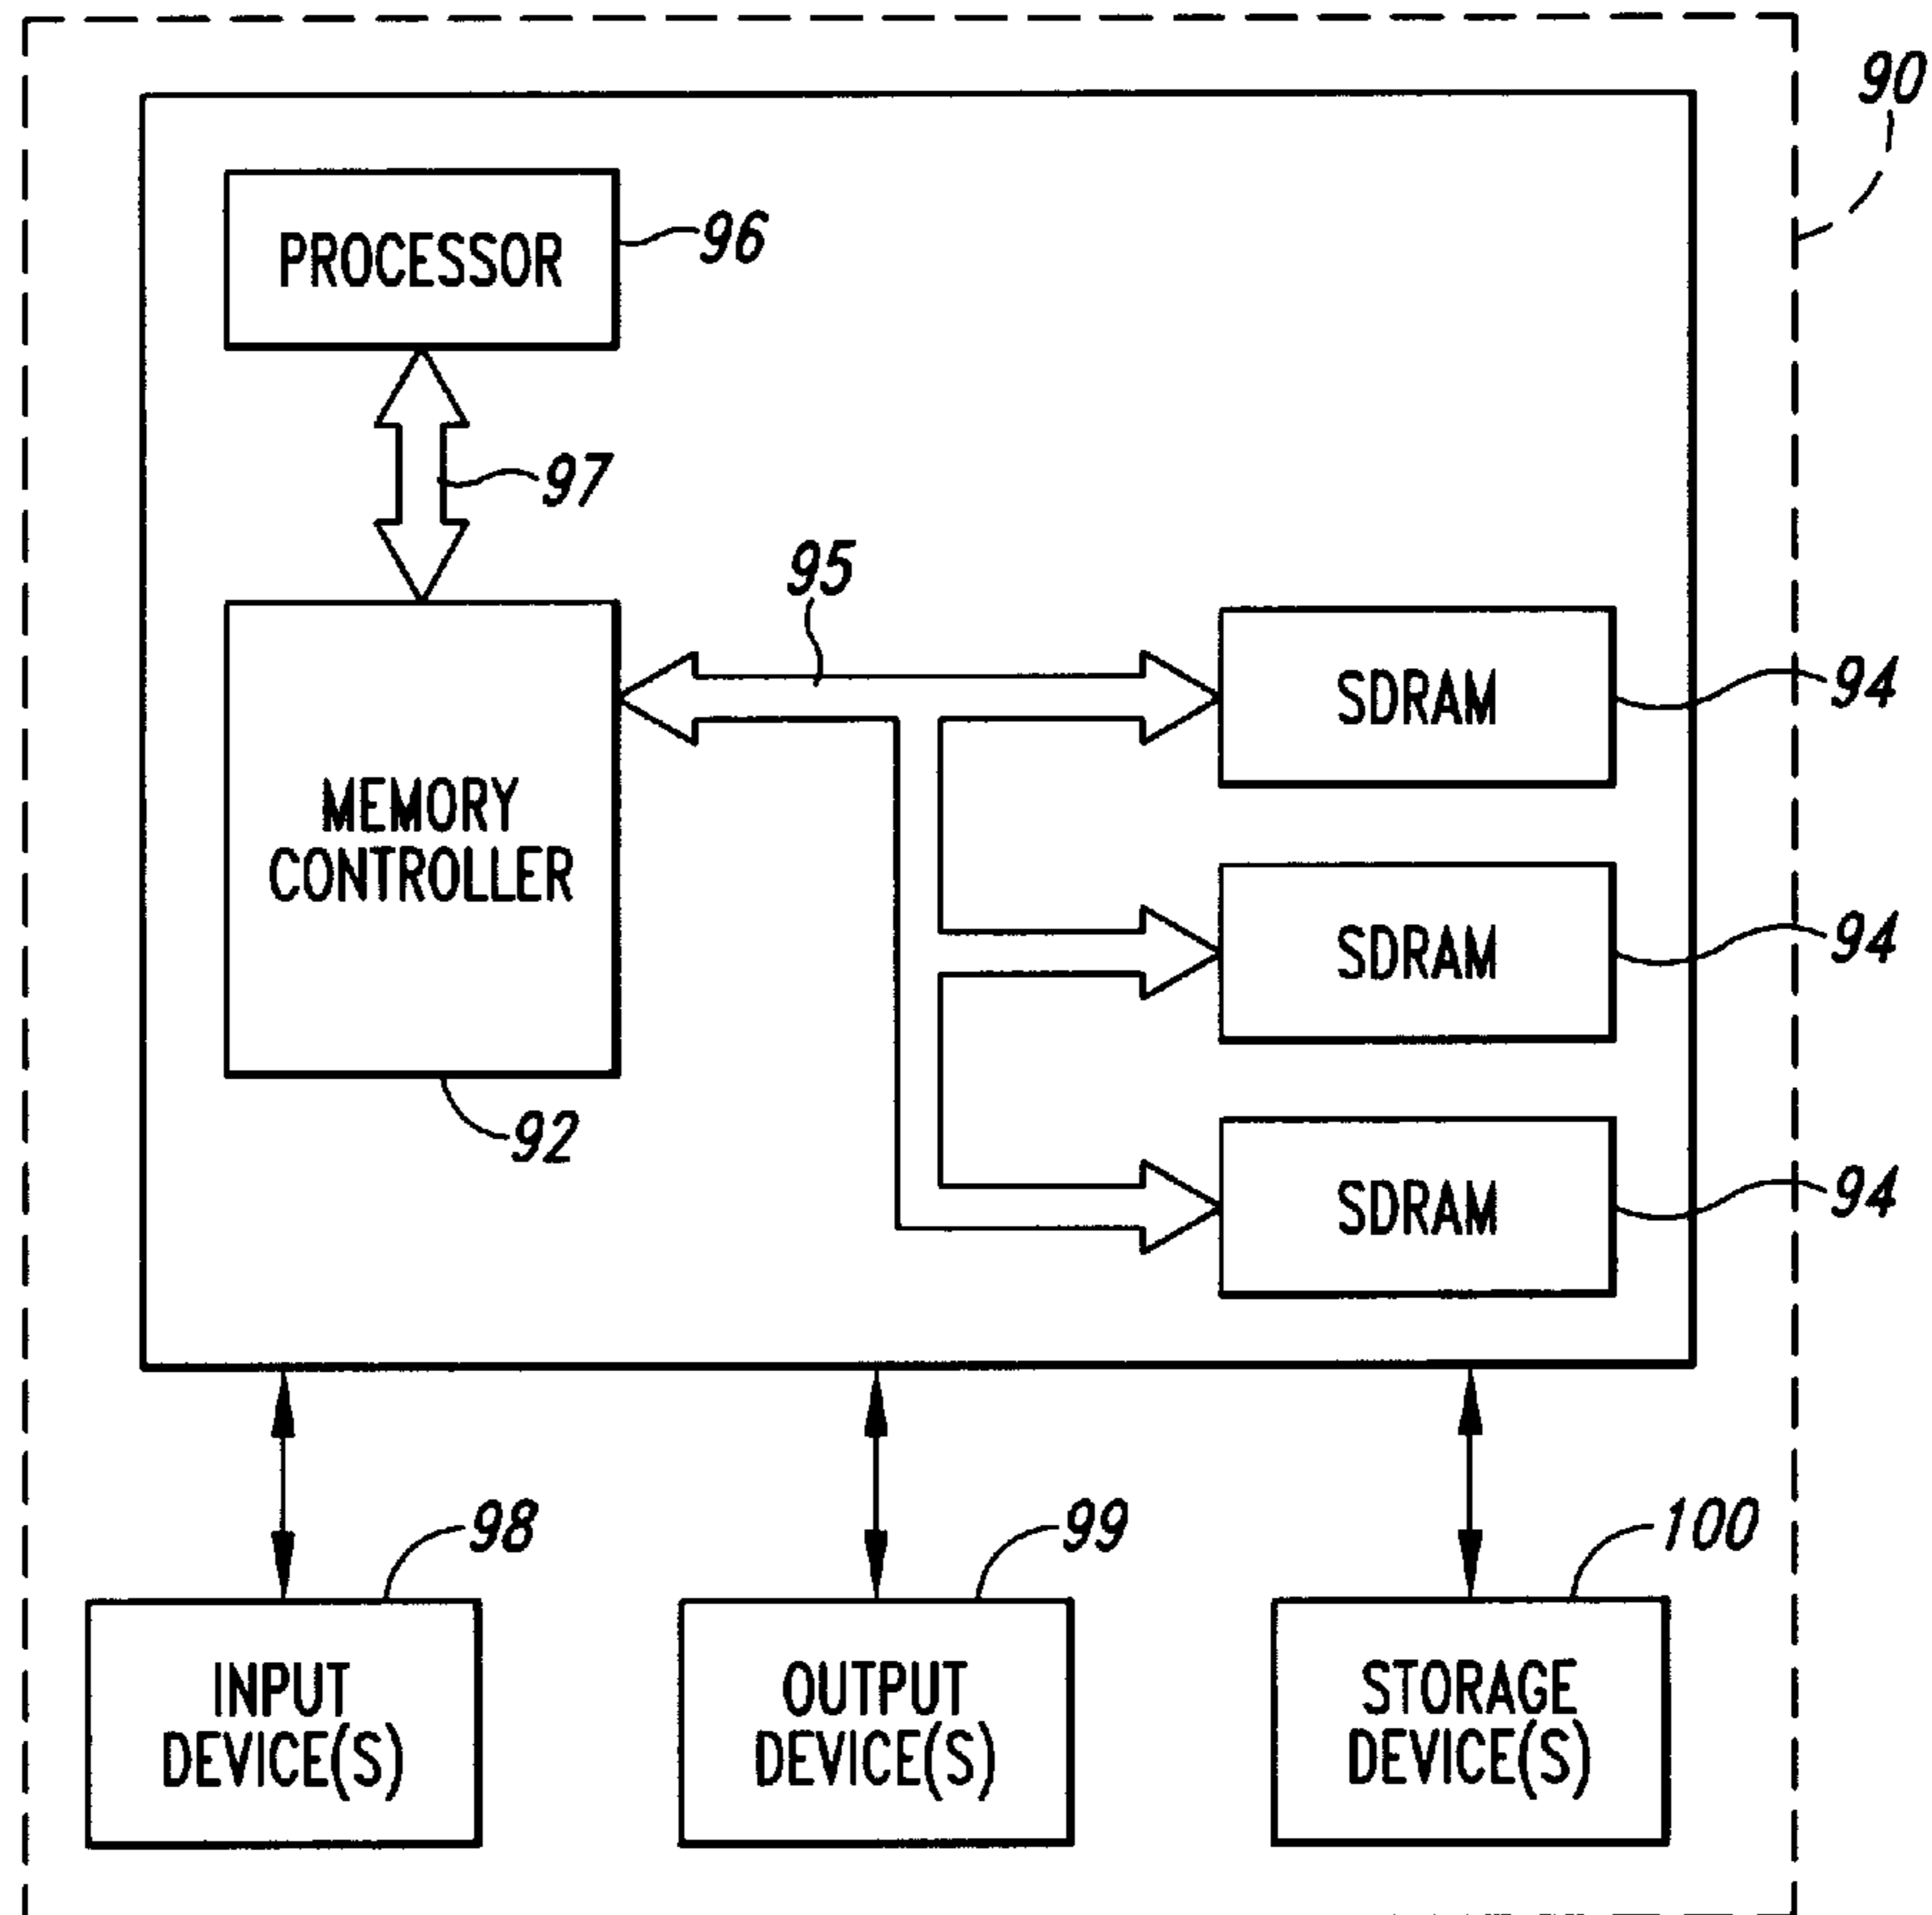 90
PROCESSOR
96
97
95
MEMORY
CONTROLLER
92
SDRAM
94
SDRAM
94
SDRAM
94
98
99
100
INPUT
DEVICE(S)
OUTPUT
DEVICE(S)
STORAGE
DEVICE(S)